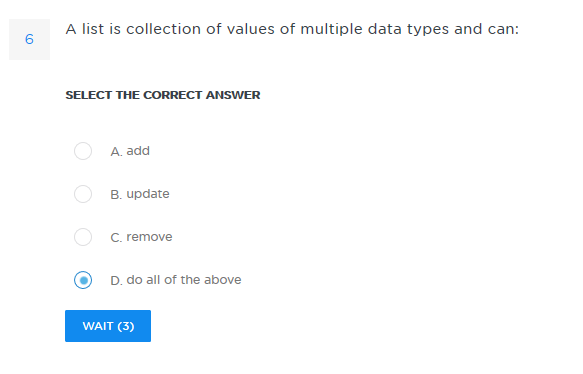 6
A list is collection of values of multiple data types and can:
SELECT THE CORRECT ANSWER
A. add
B. update
C. remove
D. do all of the above
WAIT (3)